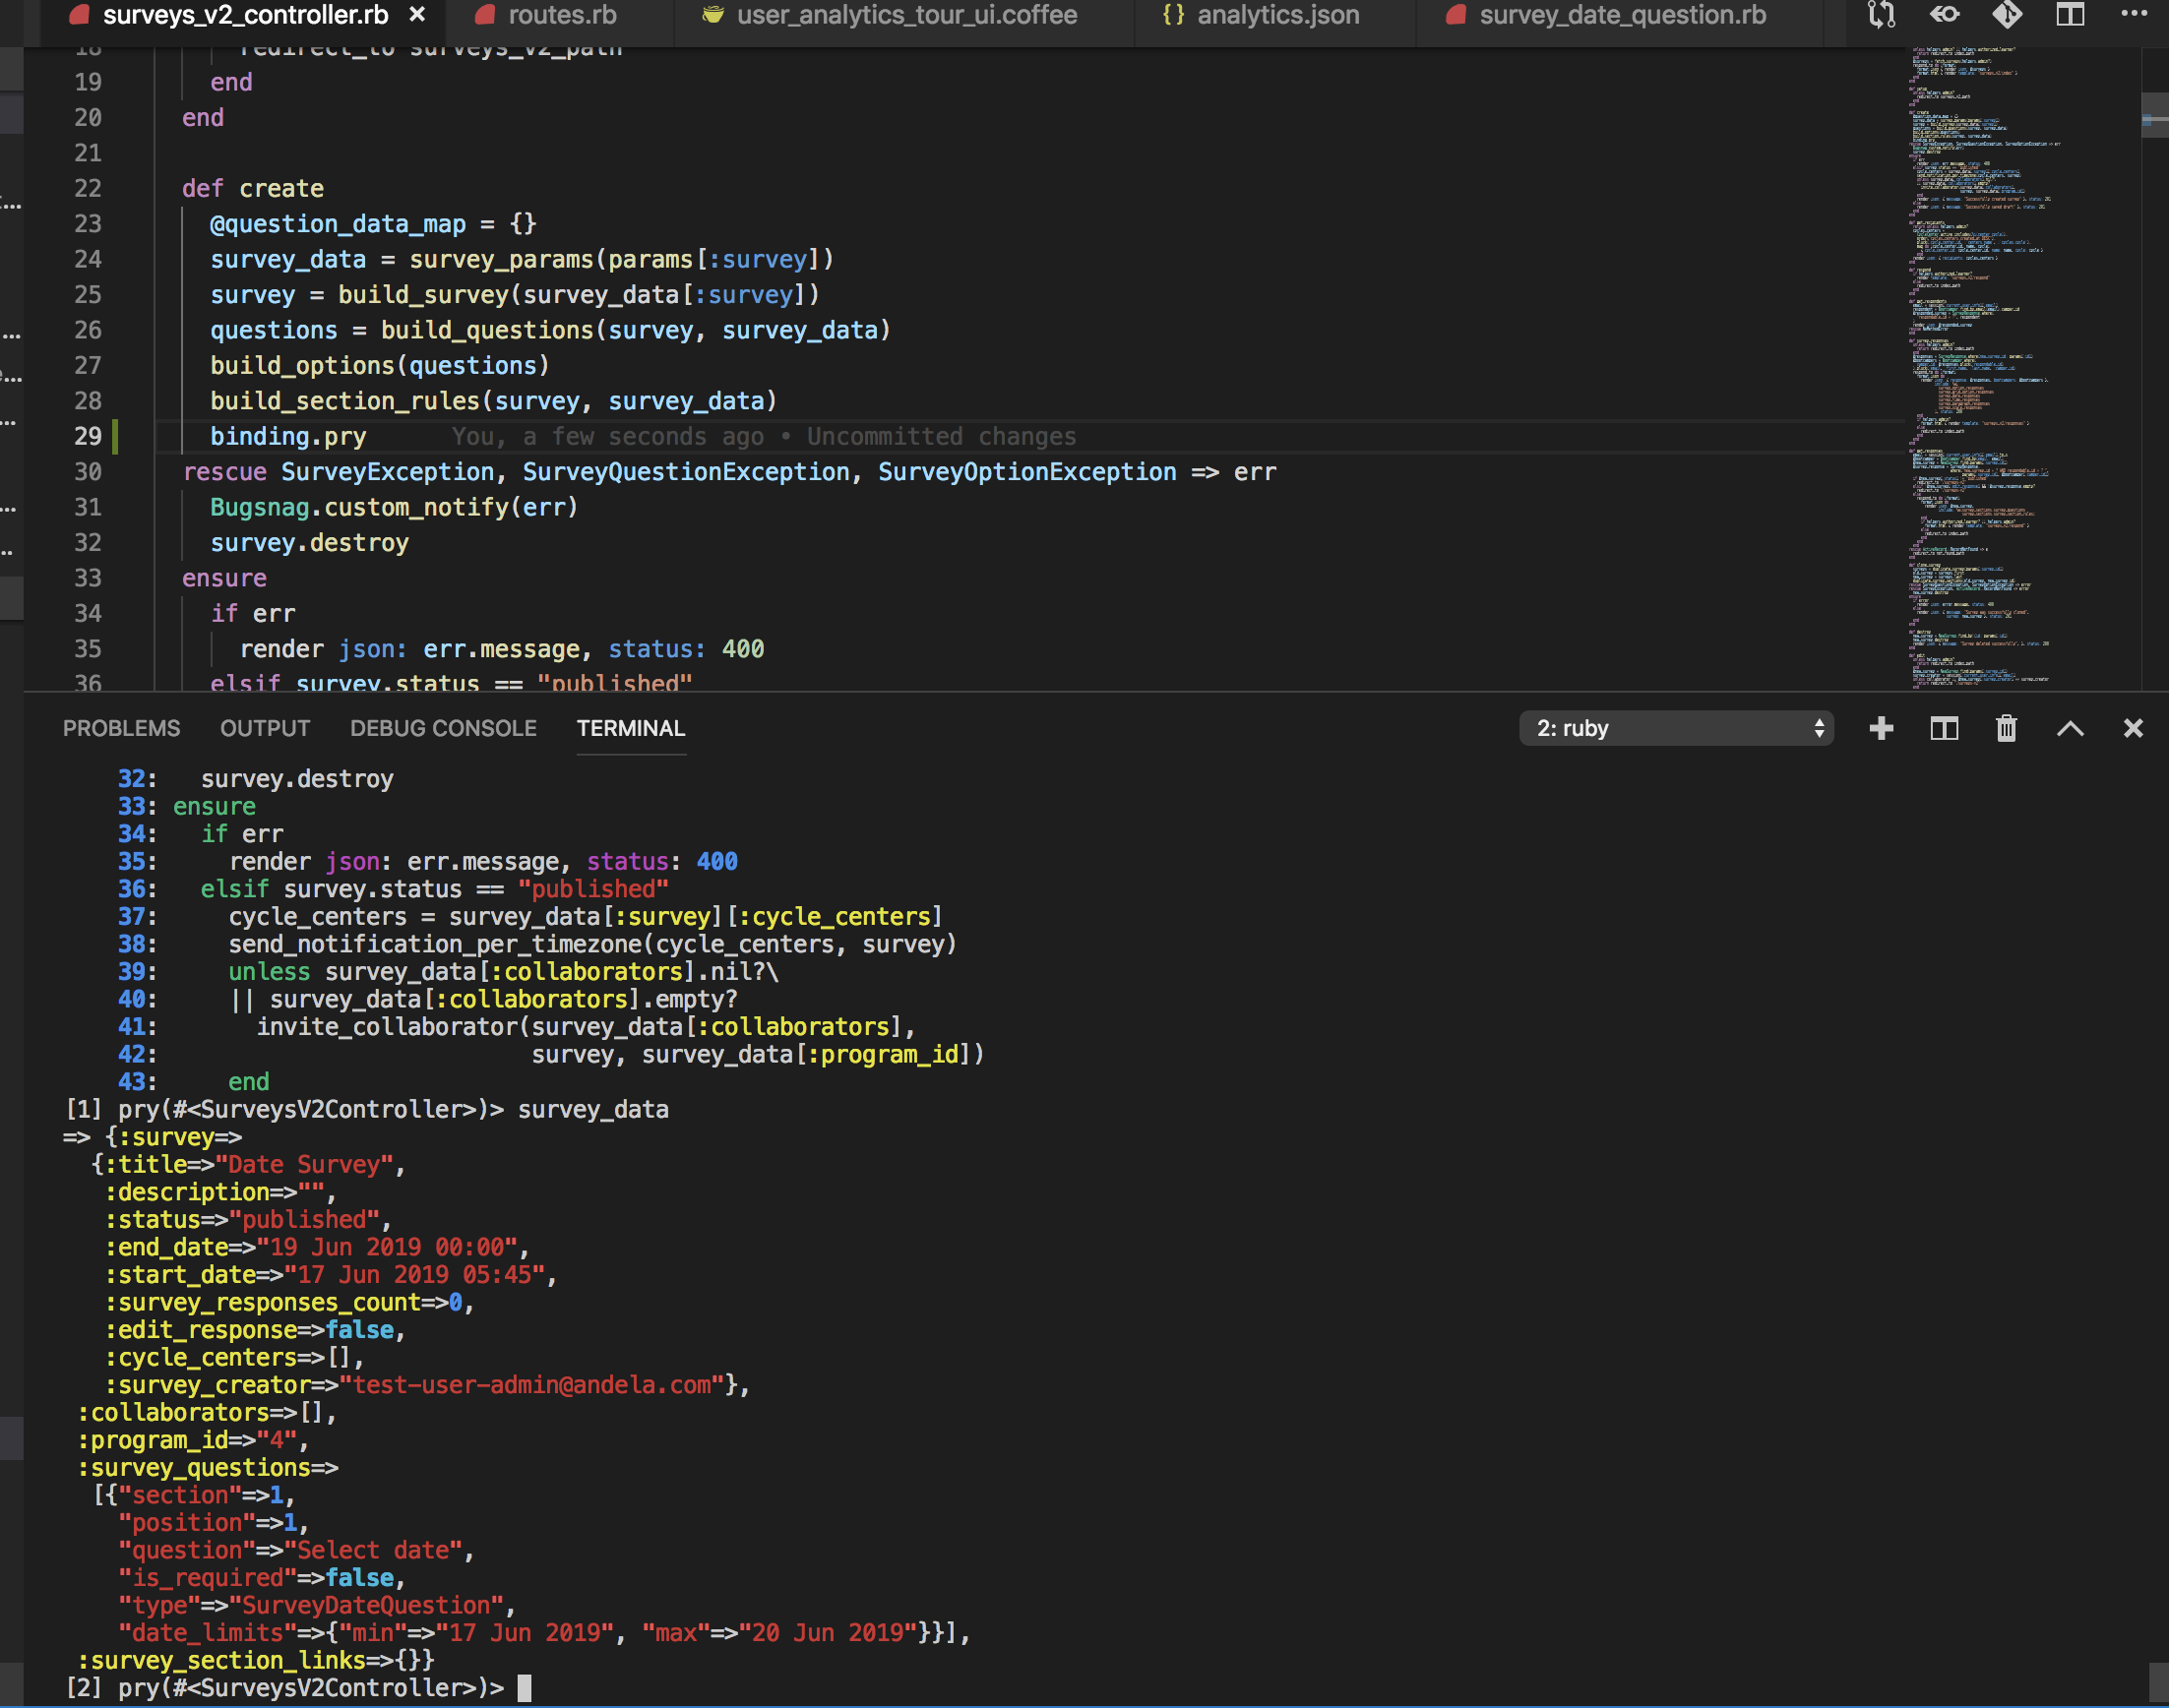 surveys_v2_controller.rb ×
routes.rb
user_analytics_tour_ui.coffee
{} analytics.json
survey_date_question.rb
18 redirect_to surveys_v2_path
19 end
20 end
21
22 def create
23 @question_data_map = {}
24 survey_data = survey_params(params[:survey])
25 survey = build_survey(survey_data[:survey])
26 questions = build_questions(survey, survey_data)
27 build_options(questions)
28 build_section_rules(survey, survey_data)
29 binding.pry You, a few seconds ago • Uncommitted changes
30 rescue SurveyException, SurveyQuestionException, SurveyOptionException => err
31 Bugsnag.custom_notify(err)
32 survey.destroy
33 ensure
34 if err
35 render json: err.message, status: 400
36 elsif survey.status == "published"
PROBLEMS OUTPUT DEBUG CONSOLE TERMINAL 2: ruby
32: survey.destroy
33: ensure
34: if err
35: render json: err.message, status: 400
36: elsif survey.status == "published"
37: cycle_centers = survey_data[:survey][:cycle_centers]
38: send_notification_per_timezone(cycle_centers, survey)
39: unless survey_data[:collaborators].nil?\
40: || survey_data[:collaborators].empty?
41: invite_collaborator(survey_data[:collaborators],
42: survey, survey_data[:program_id])
43: end
[1] pry(#<SurveysV2Controller>)> survey_data
=> {:survey=>
{:title=>"Date Survey",
:description=>"",
:status=>"published",
:end_date=>"19 Jun 2019 00:00",
:start_date=>"17 Jun 2019 05:45",
:survey_responses_count=>0,
:edit_response=>false,
:cycle_centers=>[],
:survey_creator=>"test-user-admin@andela.com"},
:collaborators=>[],
:program_id=>"4",
:survey_questions=>
[{"section"=>1,
"position"=>1,
"question"=>"Select date",
"is_required"=>false,
"type"=>"SurveyDateQuestion",
"date_limits"=>{"min"=>"17 Jun 2019", "max"=>"20 Jun 2019"}}],
:survey_section_links=>{}}
[2] pry(#<SurveysV2Controller>)>